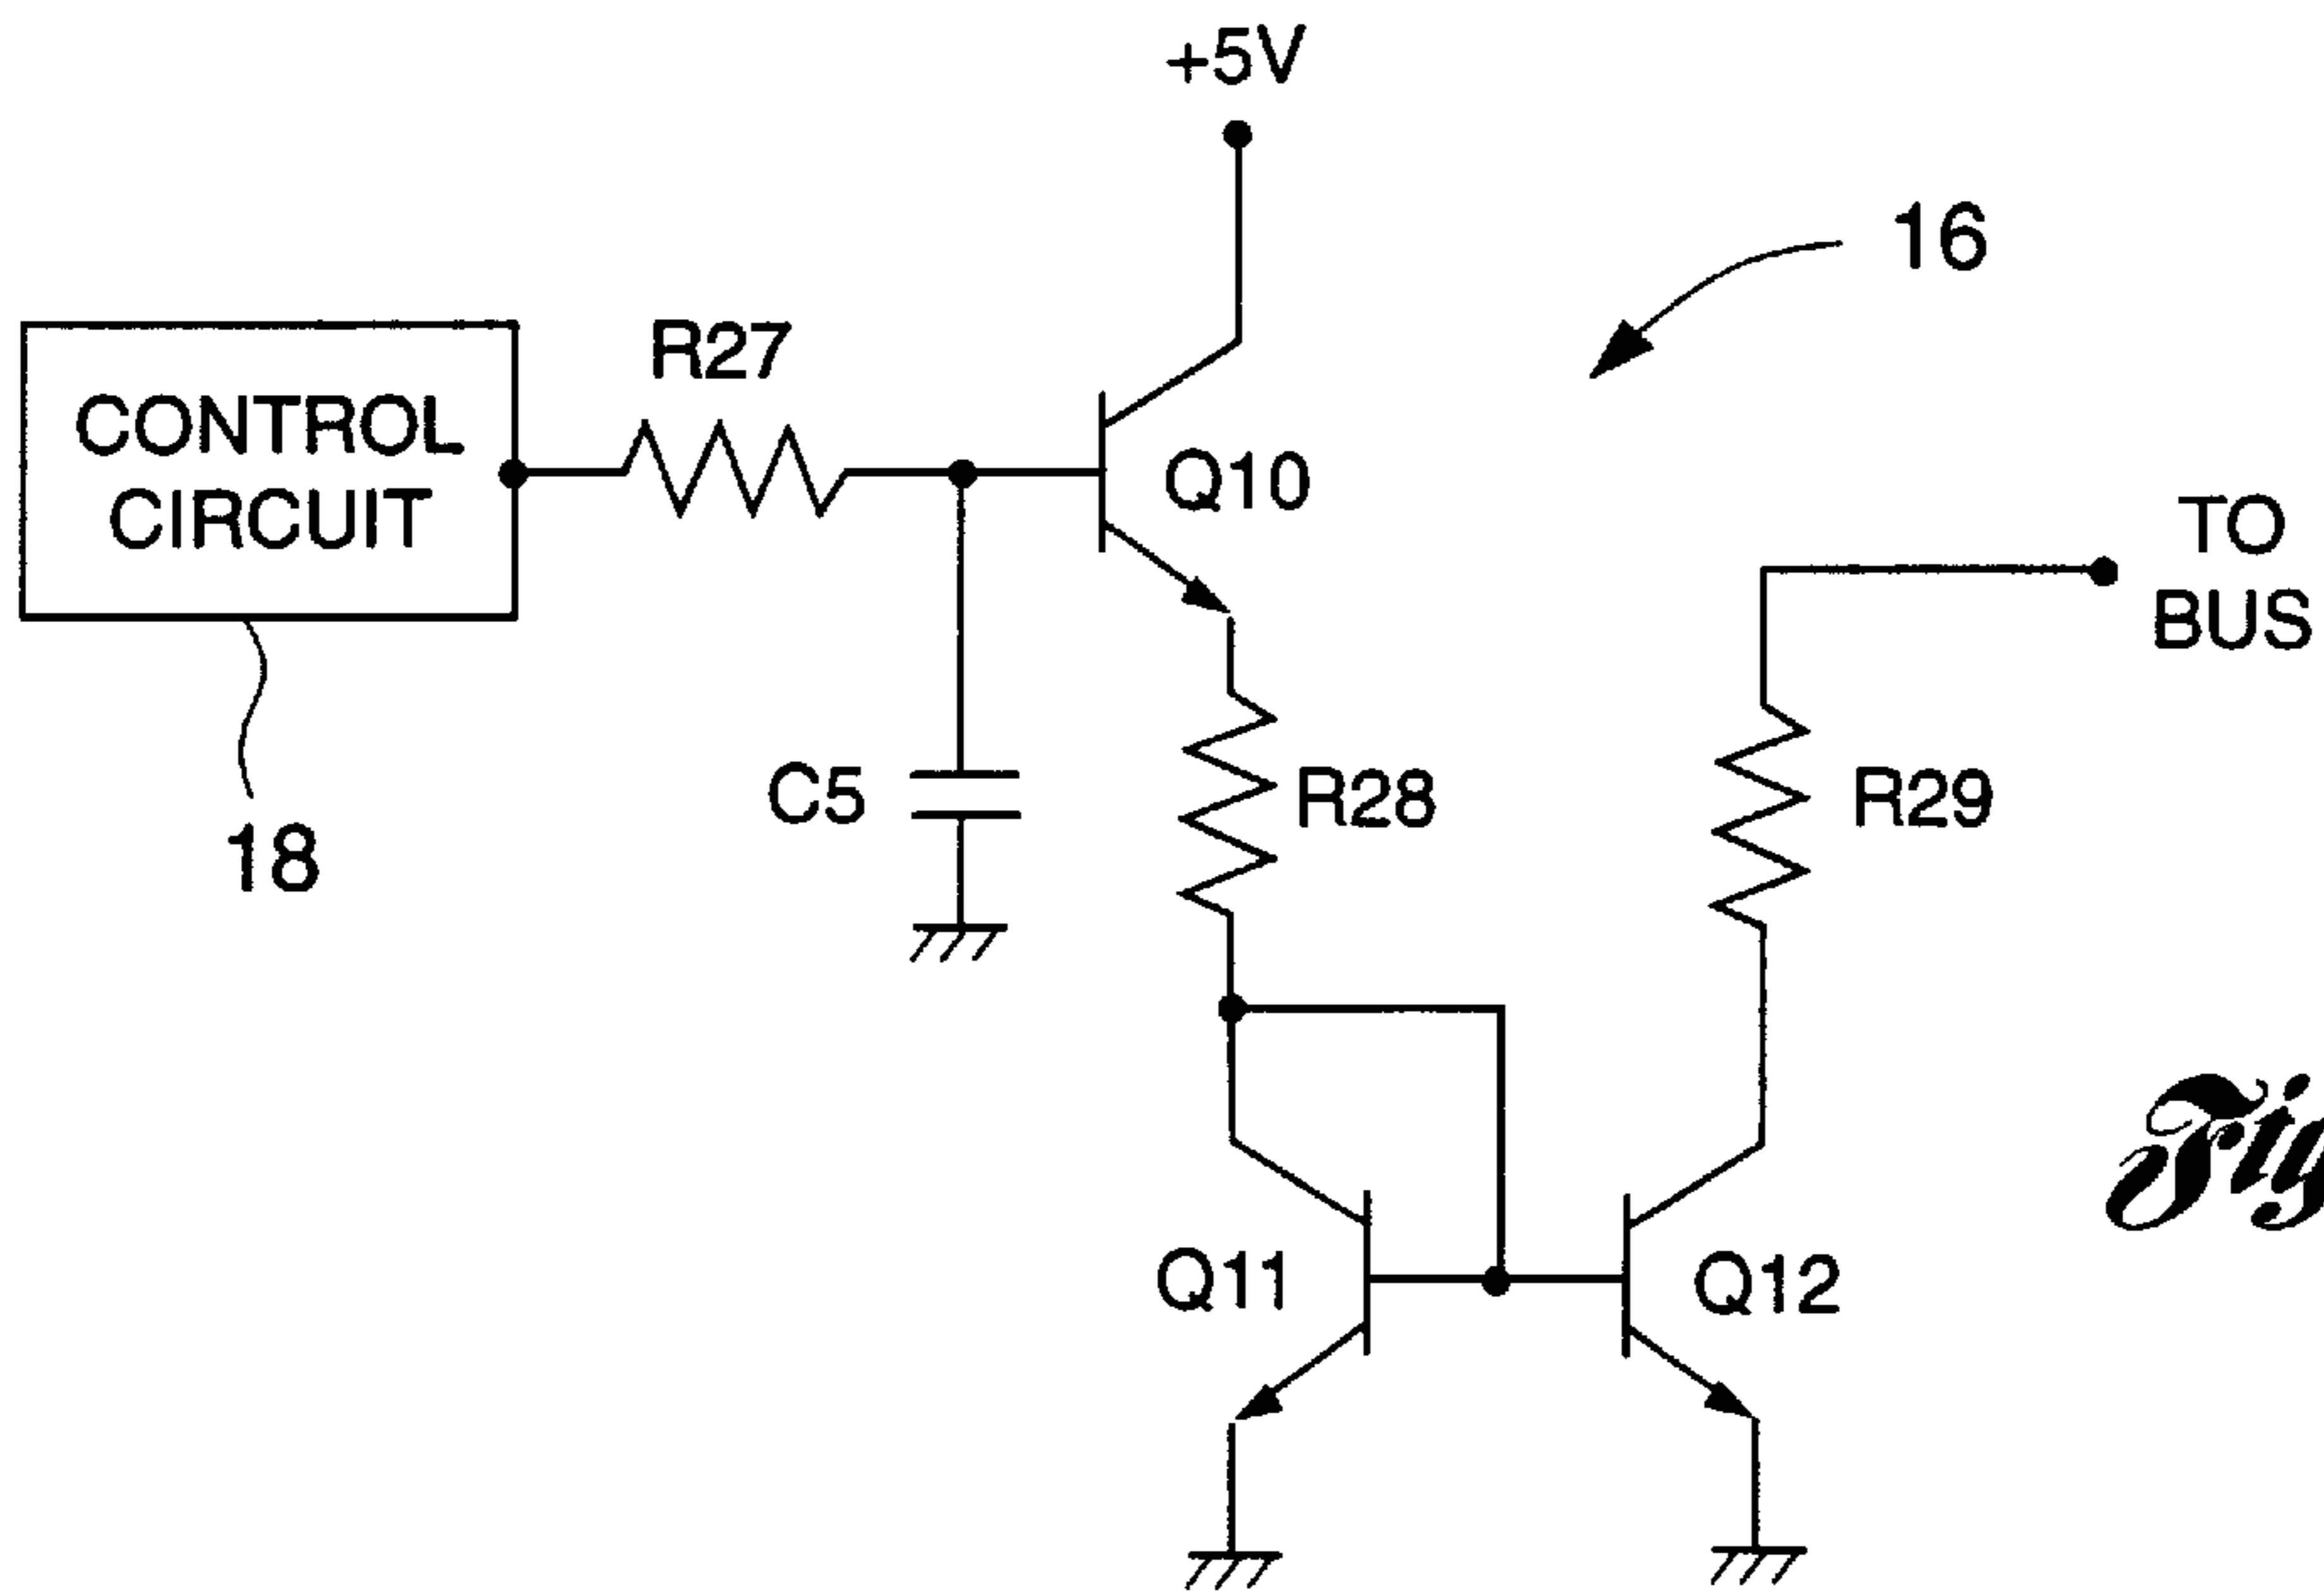 +5V
16
R27
CONTROL
CIRCUIT
Q10
TO
BUS
C5
R28
R29
18
Q11
Q12